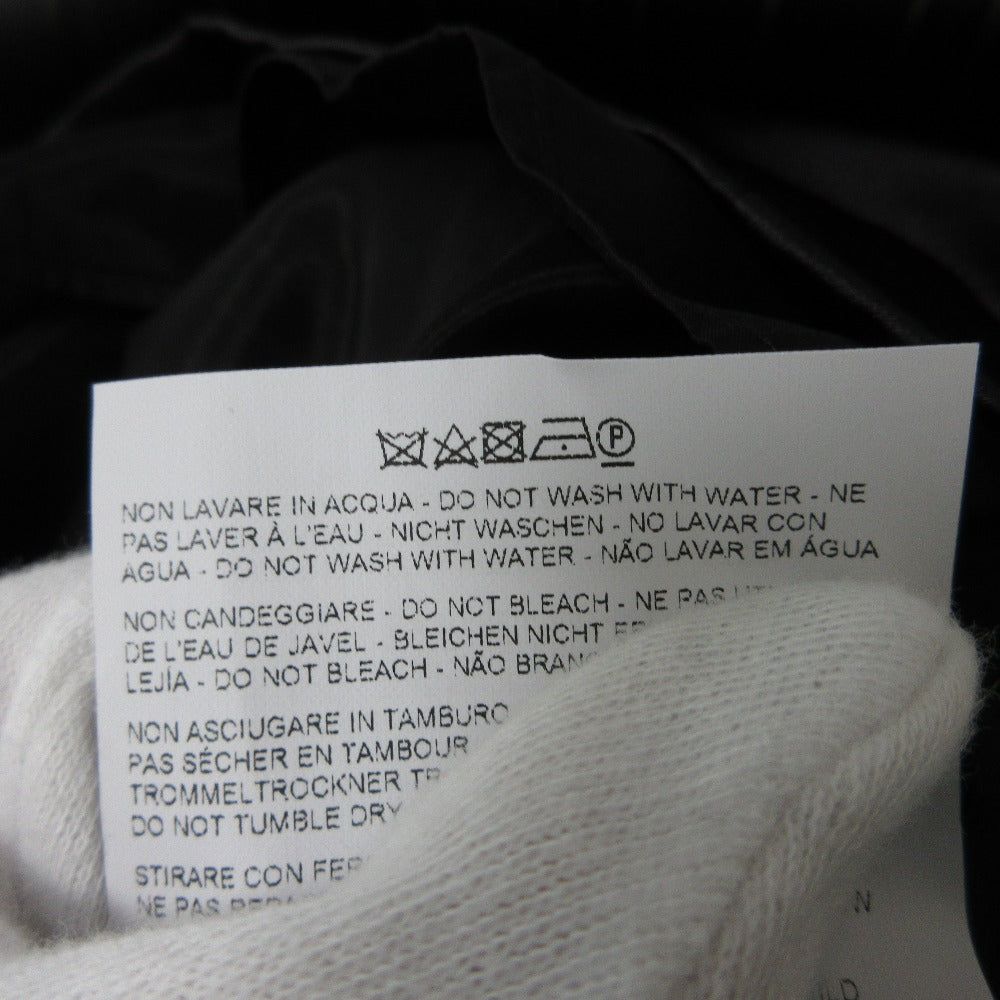 P
NON LAVARE IN ACQUA - DO NOT WASH WITH WATER - NE
PAS LAVER À L'EAU - NICHT WASCHEN - NO LAVAR CON
AGUA - DO NOT WASH WITH WATER - NÃO LAVAR EM ÁGUA
NON CANDEGGIARE - DO NOT BLEACH - NE PAS
DE L'EAU DE JAVEL - BLEICHEN NICHT
LEJÍA - DO NOT BLEACH - NÃO
NON ASCIUGARE IN TAMBURO
PAS SÉCHER EN TAMBOUR
TROMMELTROCKNER
DO NOT TUMBLE DRY
STIRARE CON
NE PAS